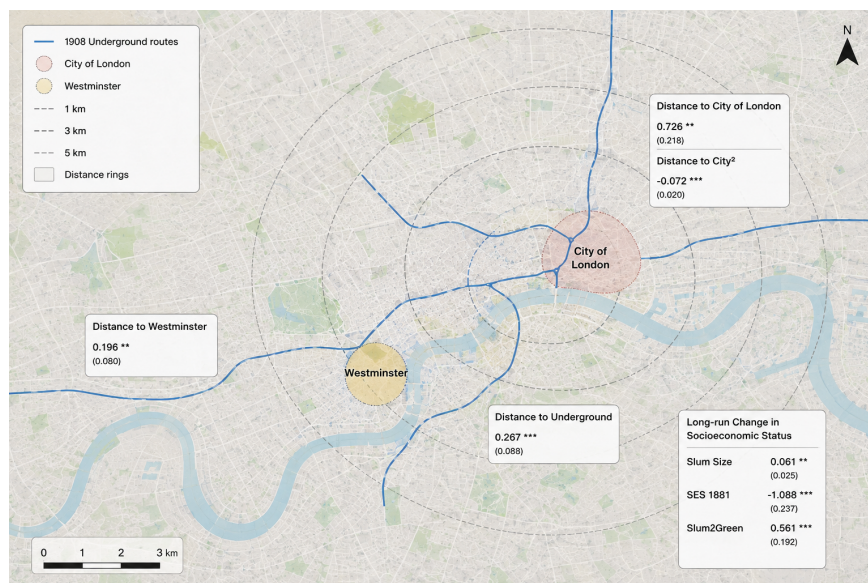 1908 Underground routes
City of London
Westminster
1 km
3 km
5 km
Distance rings
N
Distance to City of London
0.726 **
(0.218)
Distance to City²
-0.072 ***
(0.020)
City of
London
Distance to Westminster
0.196 **
(0.080)
Westminster
Distance to Underground
0.267 ***
(0.088)
Long-run Change in
Socioeconomic Status
Slum Size 0.061 **
(0.025)
SES 1881 -1.088 ***
(0.237)
Slum2Green 0.561 ***
(0.192)
0 1 2 3 km